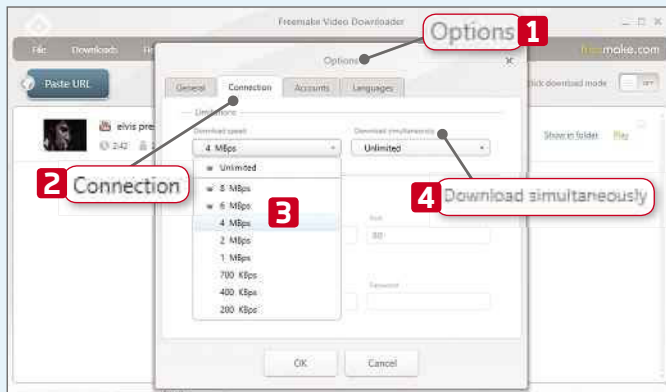 Freemake Video Downloader
Options 1
File Downloads
freemake.com
Options
Paste URL
General Connection Accounts Languages
click download mode OFF
Limitations
Download speed Download simultaneously
elvis pre
2:42
4 MBps Unlimited
Show in folder Play
Unlimited
2 Connection
8 MBps
6 MBps
3
4 Download simultaneously
4 MBps
2 MBps
1 MBps
700 KBps
400 KBps
200 KBps
Port
80
Password
OK Cancel